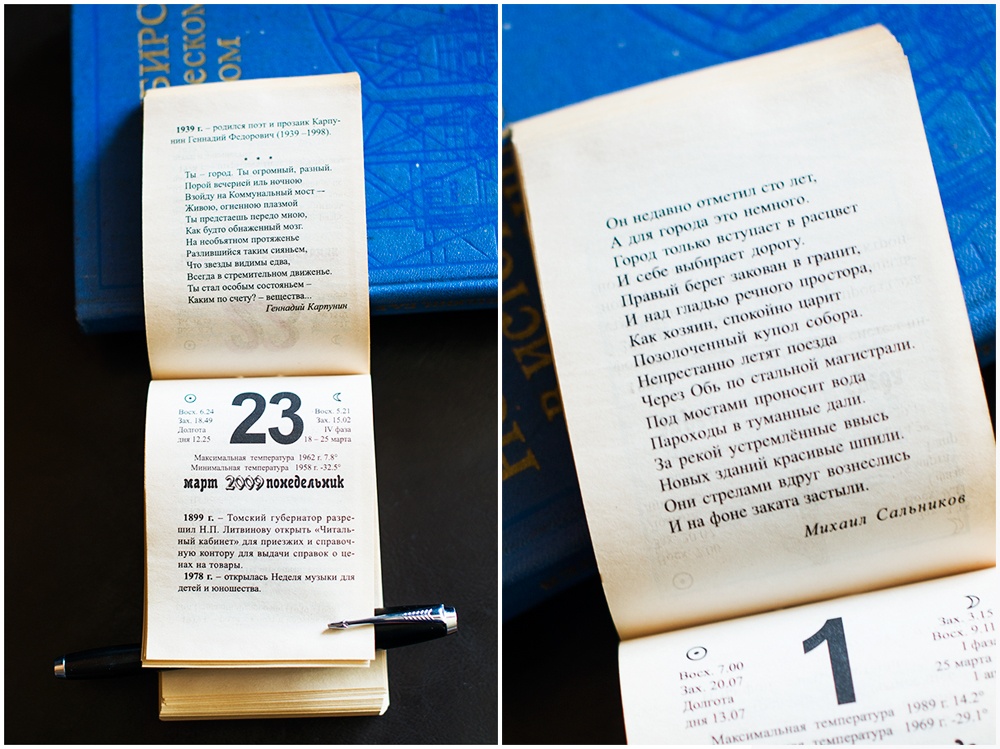 БИРС
ЕСКОМ
ОМ
1939 г. – родился поэт и прозаик Карпу-
нин Геннадий Федорович (1939 –1998).
• • •
Ты – город. Ты огромный, разный.
Порой вечерней иль ночною
Взойду на Коммунальный мост –-
Живою, огненною плазмой
Ты предстаешь передо мною,
Как будто обнаженный мозг.
На необъятном протяженье
Разлившийся таким сияньем,
Что звезды видимы едва,
Всегда в стремительном движенье.
Ты стал особым состояньем –
Каким по счету? – вещества...
Геннадий Карпунин
Восх. 6.24
Зах. 18.49
Долгота
дня 12.25
23
Восх. 5.21
Зах. 15.02
IV фаза
18 – 25 марта
Максимальная температура 1962 г. 7.8°
Минимальная температура 1958 г. -32.5°
март 2009 понедельник
1899 г. – Томский губернатор разре-
шил Н.П. Литвинову открыть «Читаль-
ный кабинет» для приезжих и справоч-
ную контору для выдачи справок о це-
нах на товары.
1978 г. – открылась Неделя музыки для
детей и юношества.
Он недавно отметил сто лет,
А для города это немного.
Город только вступает в расцвет
И себе выбирает дорогу.
Правый берег закован в гранит,
И над гладью речного простора,
Как хозяин, спокойно царит
Позолоченный купол собора.
Непрестанно летят поезда
Через Обь по стальной магистрали.
Под мостами проносит вода
Пароходы в туманные дали.
За рекой устремлённые ввысь
Новых зданий красивые шпили.
Они стрелами вдруг вознеслись
И на фоне заката застыли.
Михаил Сальников
Восх. 7.00
Зах. 20.07
Долгота
дня 13.07
1
Зах. 3.15
Восх. 9.11
I фаз
25 марта
1 ап
Максимальная температура 1989 г. 14.2°
температура 1969 г. -29.1°